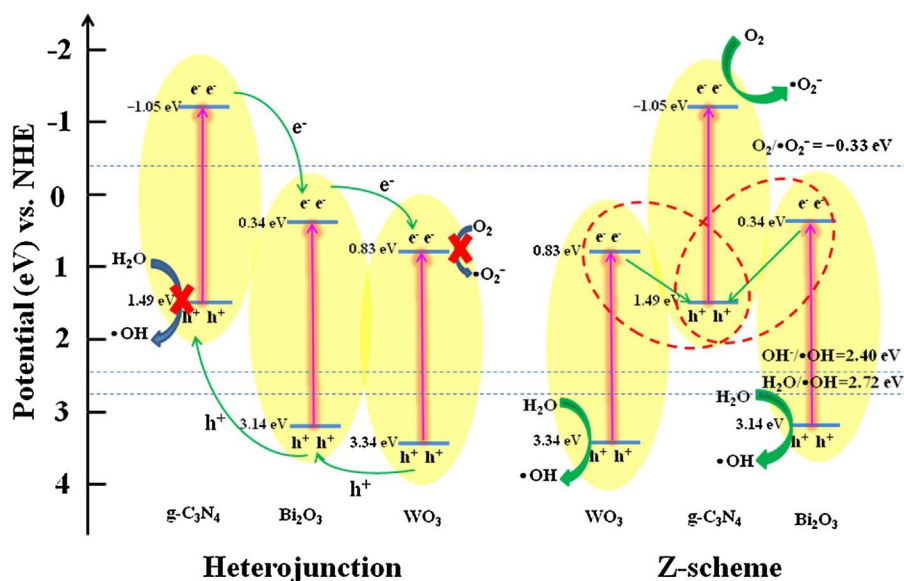 Potential (eV) vs. NHE
-2
-1
0
1
2
3
4
e⁻ e⁻
−1.05 eV
e⁻
e⁻ e⁻
0.34 eV
e⁻
e⁻ e⁻
0.83 eV
O₂
•O₂⁻
H₂O
1.49 eV
h⁺ h⁺
•OH
h⁺
3.14 eV
h⁺ h⁺
h⁺
3.34 eV
h⁺ h⁺
g-C₃N₄
Bi₂O₃
WO₃
Heterojunction
O₂
•O₂⁻
e⁻ e⁻
−1.05 eV
O₂/•O₂⁻= −0.33 eV
e⁻ e⁻
0.83 eV
e⁻ e⁻
0.34 eV
1.49 eV
h⁺ h⁺
OH⁻/•OH=2.40 eV
H₂O/•OH=2.72 eV
H₂O
3.34 eV
h⁺ h⁺
•OH
H₂O
3.14 eV
h⁺ h⁺
•OH
WO₃
g-C₃N₄
Bi₂O₃
Z-scheme